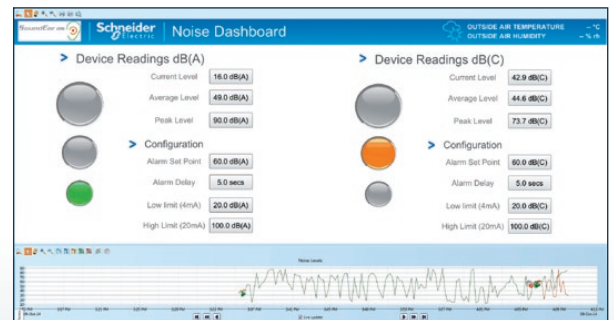 SoundEar
Schneider Electric
Noise Dashboard
OUTSIDE AIR TEMPERATURE -- °C
OUTSIDE AIR HUMIDITY -- % rh
> Device Readings dB(A)
Current Level 16.0 dB(A)
Average Level 49.0 dB(A)
Peak Level 90.0 dB(A)
> Configuration
Alarm Set Point 60.0 dB(A)
Alarm Delay 5.0 secs
Low limit (4mA) 20.0 dB(A)
High Limit (20mA) 100.0 dB(A)
> Device Readings dB(C)
Current Level 42.9 dB(C)
Average Level 44.6 dB(C)
Peak Level 73.7 dB(C)
> Configuration
Alarm Set Point 60.0 dB(C)
Alarm Delay 5.0 secs
Low limit (4mA) 20.0 dB(C)
High Limit (20mA) 100.0 dB(C)
Noise Levels